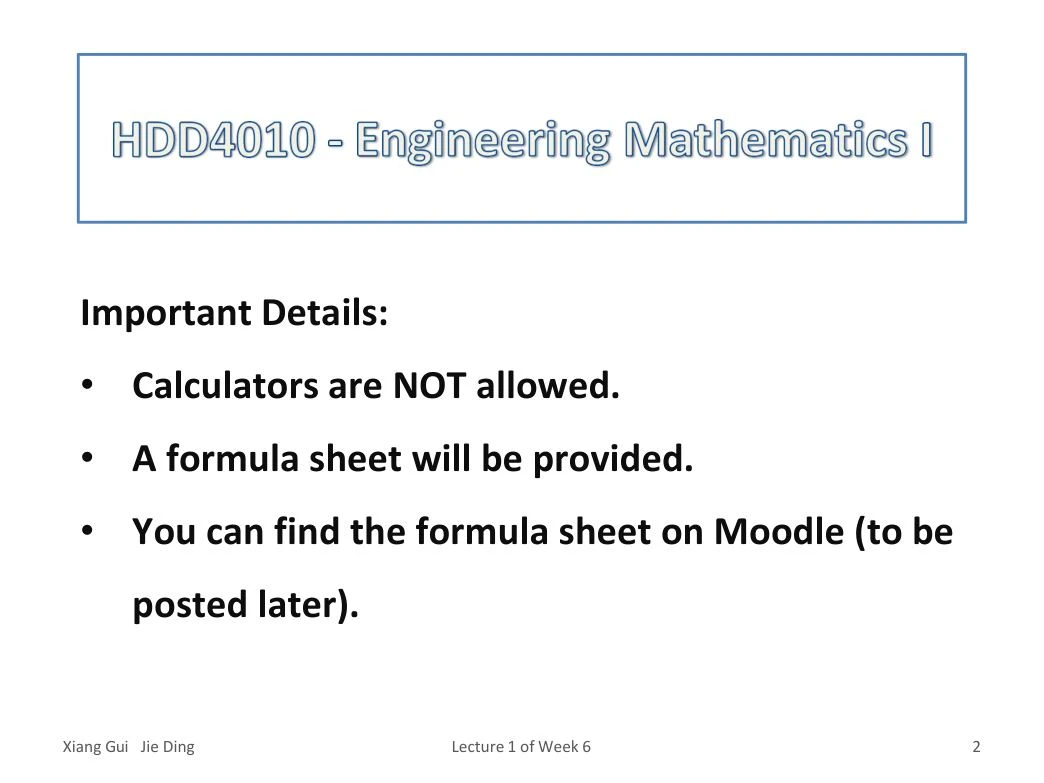 HDD4010 - Engineering Mathematics I
Important Details:
• Calculators are NOT allowed.
• A formula sheet will be provided.
• You can find the formula sheet on Moodle (to be
posted later).
Xiang Gui   Jie Ding
Lecture 1 of Week 6
2